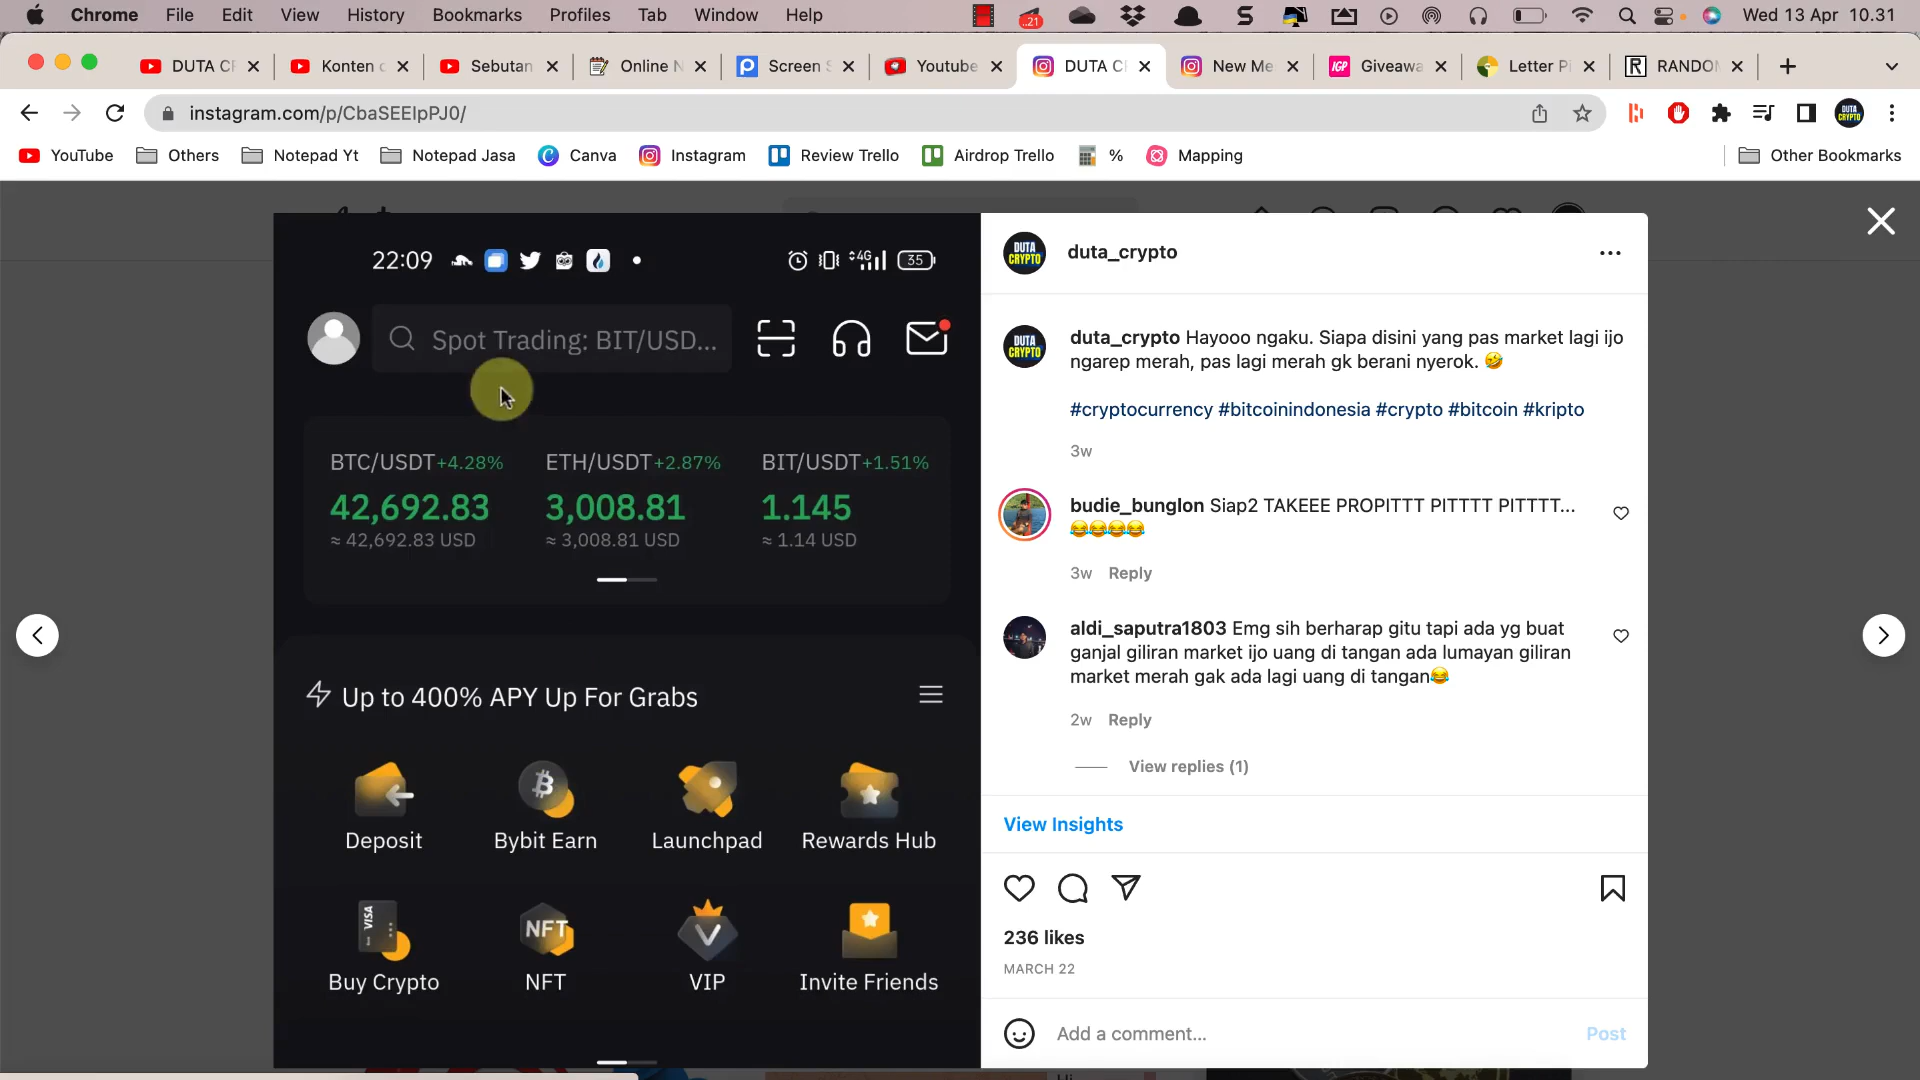 Chrome File Edit View History Bookmarks Profiles Tab Window Help 21 Wed 13 Apr 10.31
DUTA C Konten Sebutan Online Screen Youtube DUTA C New Me Giveawa Letter P RANDO
instagram.com/p/CbaSEEIpPJ0/
YouTube Others Notepad Yt Notepad Jasa Canva Instagram Review Trello Airdrop Trello % Mapping Other Bookmarks
22:09 4G 35
Spot Trading: BIT/USD...
BTC/USDT+4.28% ETH/USDT+2.87% BIT/USDT+1.51%
42,692.83 3,008.81 1.145
≈ 42,692.83 USD ≈ 3,008.81 USD ≈ 1.14 USD
Up to 400% APY Up For Grabs
Deposit Bybit Earn Launchpad Rewards Hub
VISA NFT
Buy Crypto NFT VIP Invite Friends
DUTA CRYPTO duta_crypto
duta_crypto Hayooo ngaku. Siapa disini yang pas market lagi ijo
ngarep merah, pas lagi merah gk berani nyerok. 🤣
#cryptocurrency #bitcoinindonesia #crypto #bitcoin #kripto
3w
budie_bunglon Siap2 TAKEEE PROPITTT PITTTT PITTTT...
😂😂😂😂
3w Reply
aldi_saputra1803 Emg sih berharap gitu tapi ada yg buat
ganjal giliran market ijo uang di tangan ada lumayan giliran
market merah gak ada lagi uang di tangan😂
2w Reply
View replies (1)
View Insights
236 likes
MARCH 22
Add a comment... Post